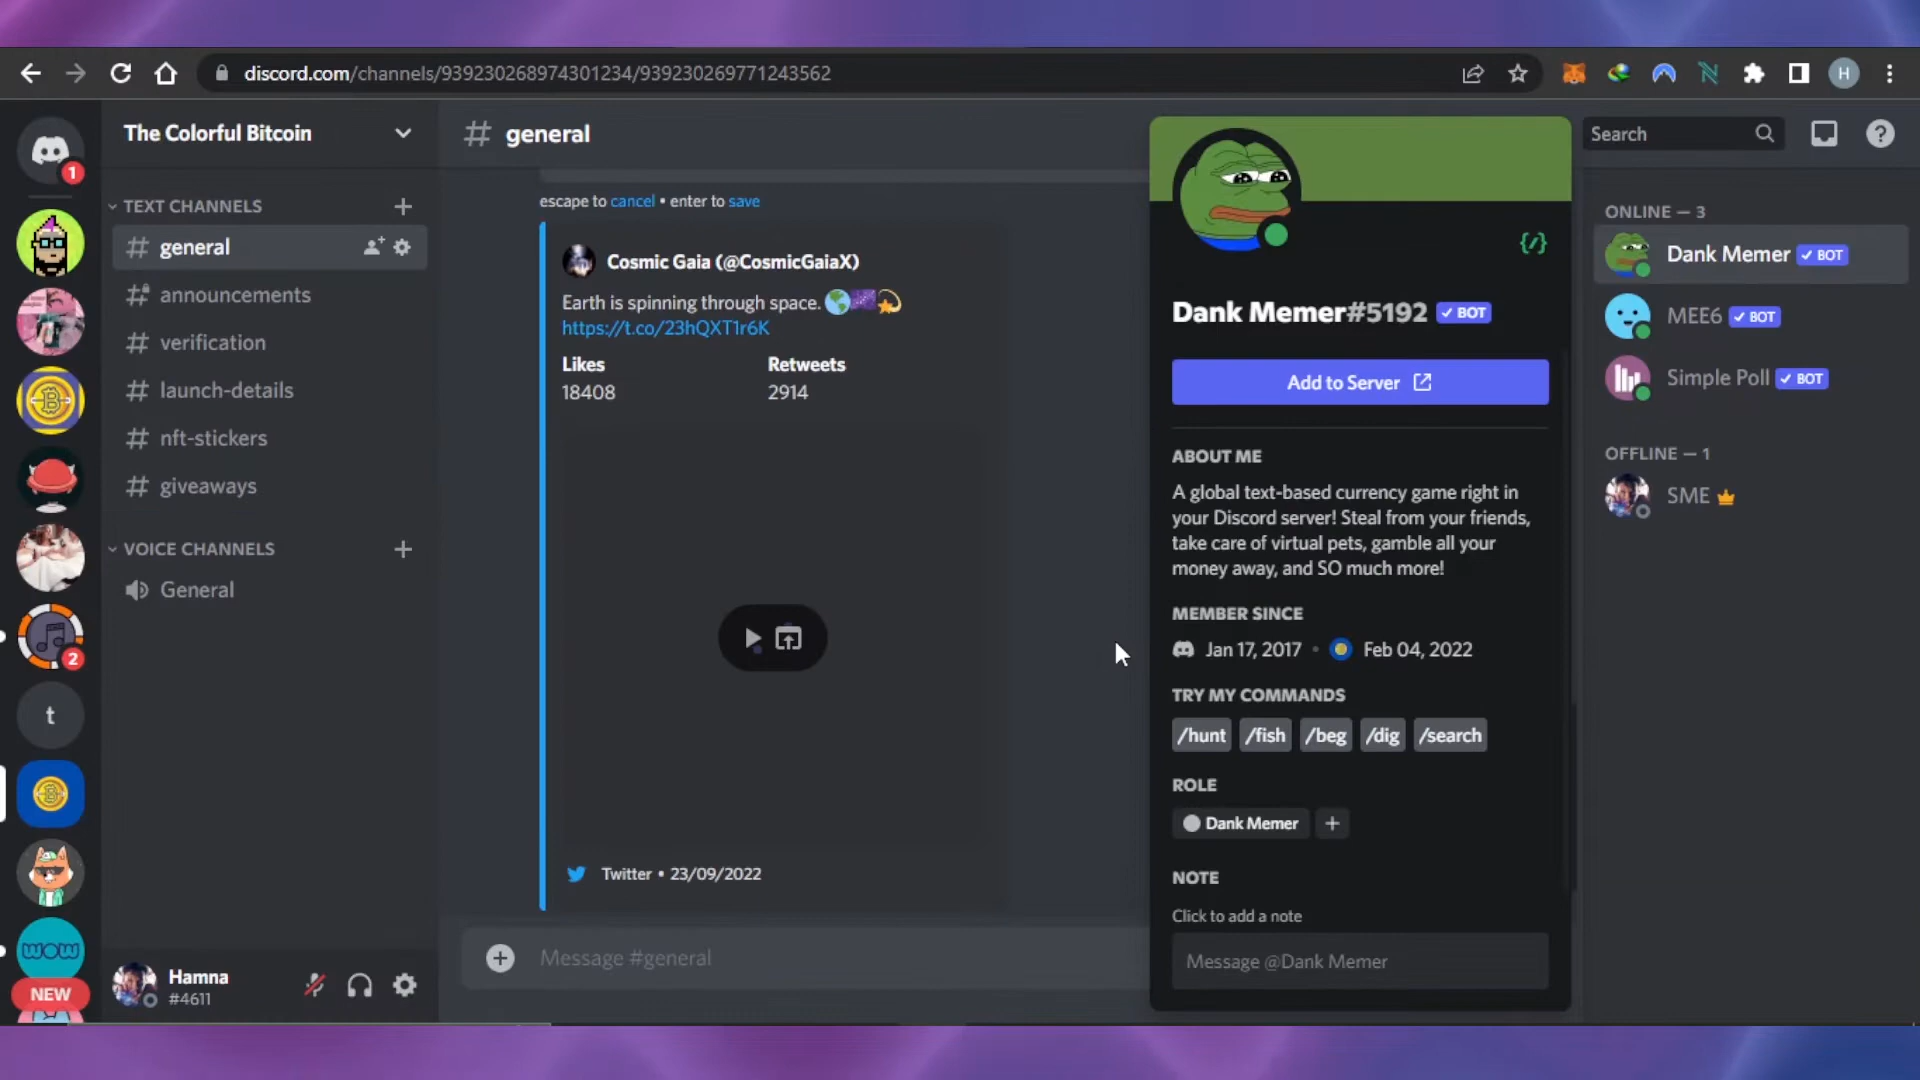 discord.com/channels/939230268974301234/939230269771243562
H
1
The Colorful Bitcoin
TEXT CHANNELS
general
announcements
verification
launch-details
nft-stickers
giveaways
VOICE CHANNELS
General
2
t
WOW
NEW
Hamna
#4611
# general
escape to cancel • enter to save
Cosmic Gaia (@CosmicGaiaX)
Earth is spinning through space.
https://t.co/23hQXT1r6K
Likes Retweets
18408 2914
Twitter • 23/09/2022
Message #general
Dank Memer#5192 BOT
Add to Server
ABOUT ME
A global text-based currency game right in
your Discord server! Steal from your friends,
take care of virtual pets, gamble all your
money away, and SO much more!
MEMBER SINCE
Jan 17, 2017 • Feb 04, 2022
TRY MY COMMANDS
/hunt /fish /beg /dig /search
ROLE
Dank Memer +
NOTE
Click to add a note
Message @Dank Memer
Search
ONLINE — 3
Dank Memer BOT
MEE6 BOT
Simple Poll BOT
OFFLINE — 1
SME